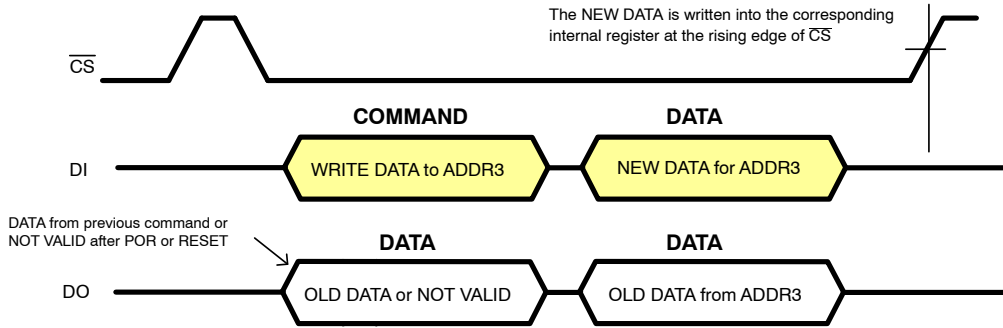 The NEW DATA is written into the corresponding
internal register at the rising edge of C̅S̅
C̅S̅
COMMAND
DATA
DI
WRITE DATA to ADDR3
NEW DATA for ADDR3
DATA from previous command or
NOT VALID after POR or RESET
DATA
DATA
DO
OLD DATA or NOT VALID
OLD DATA from ADDR3